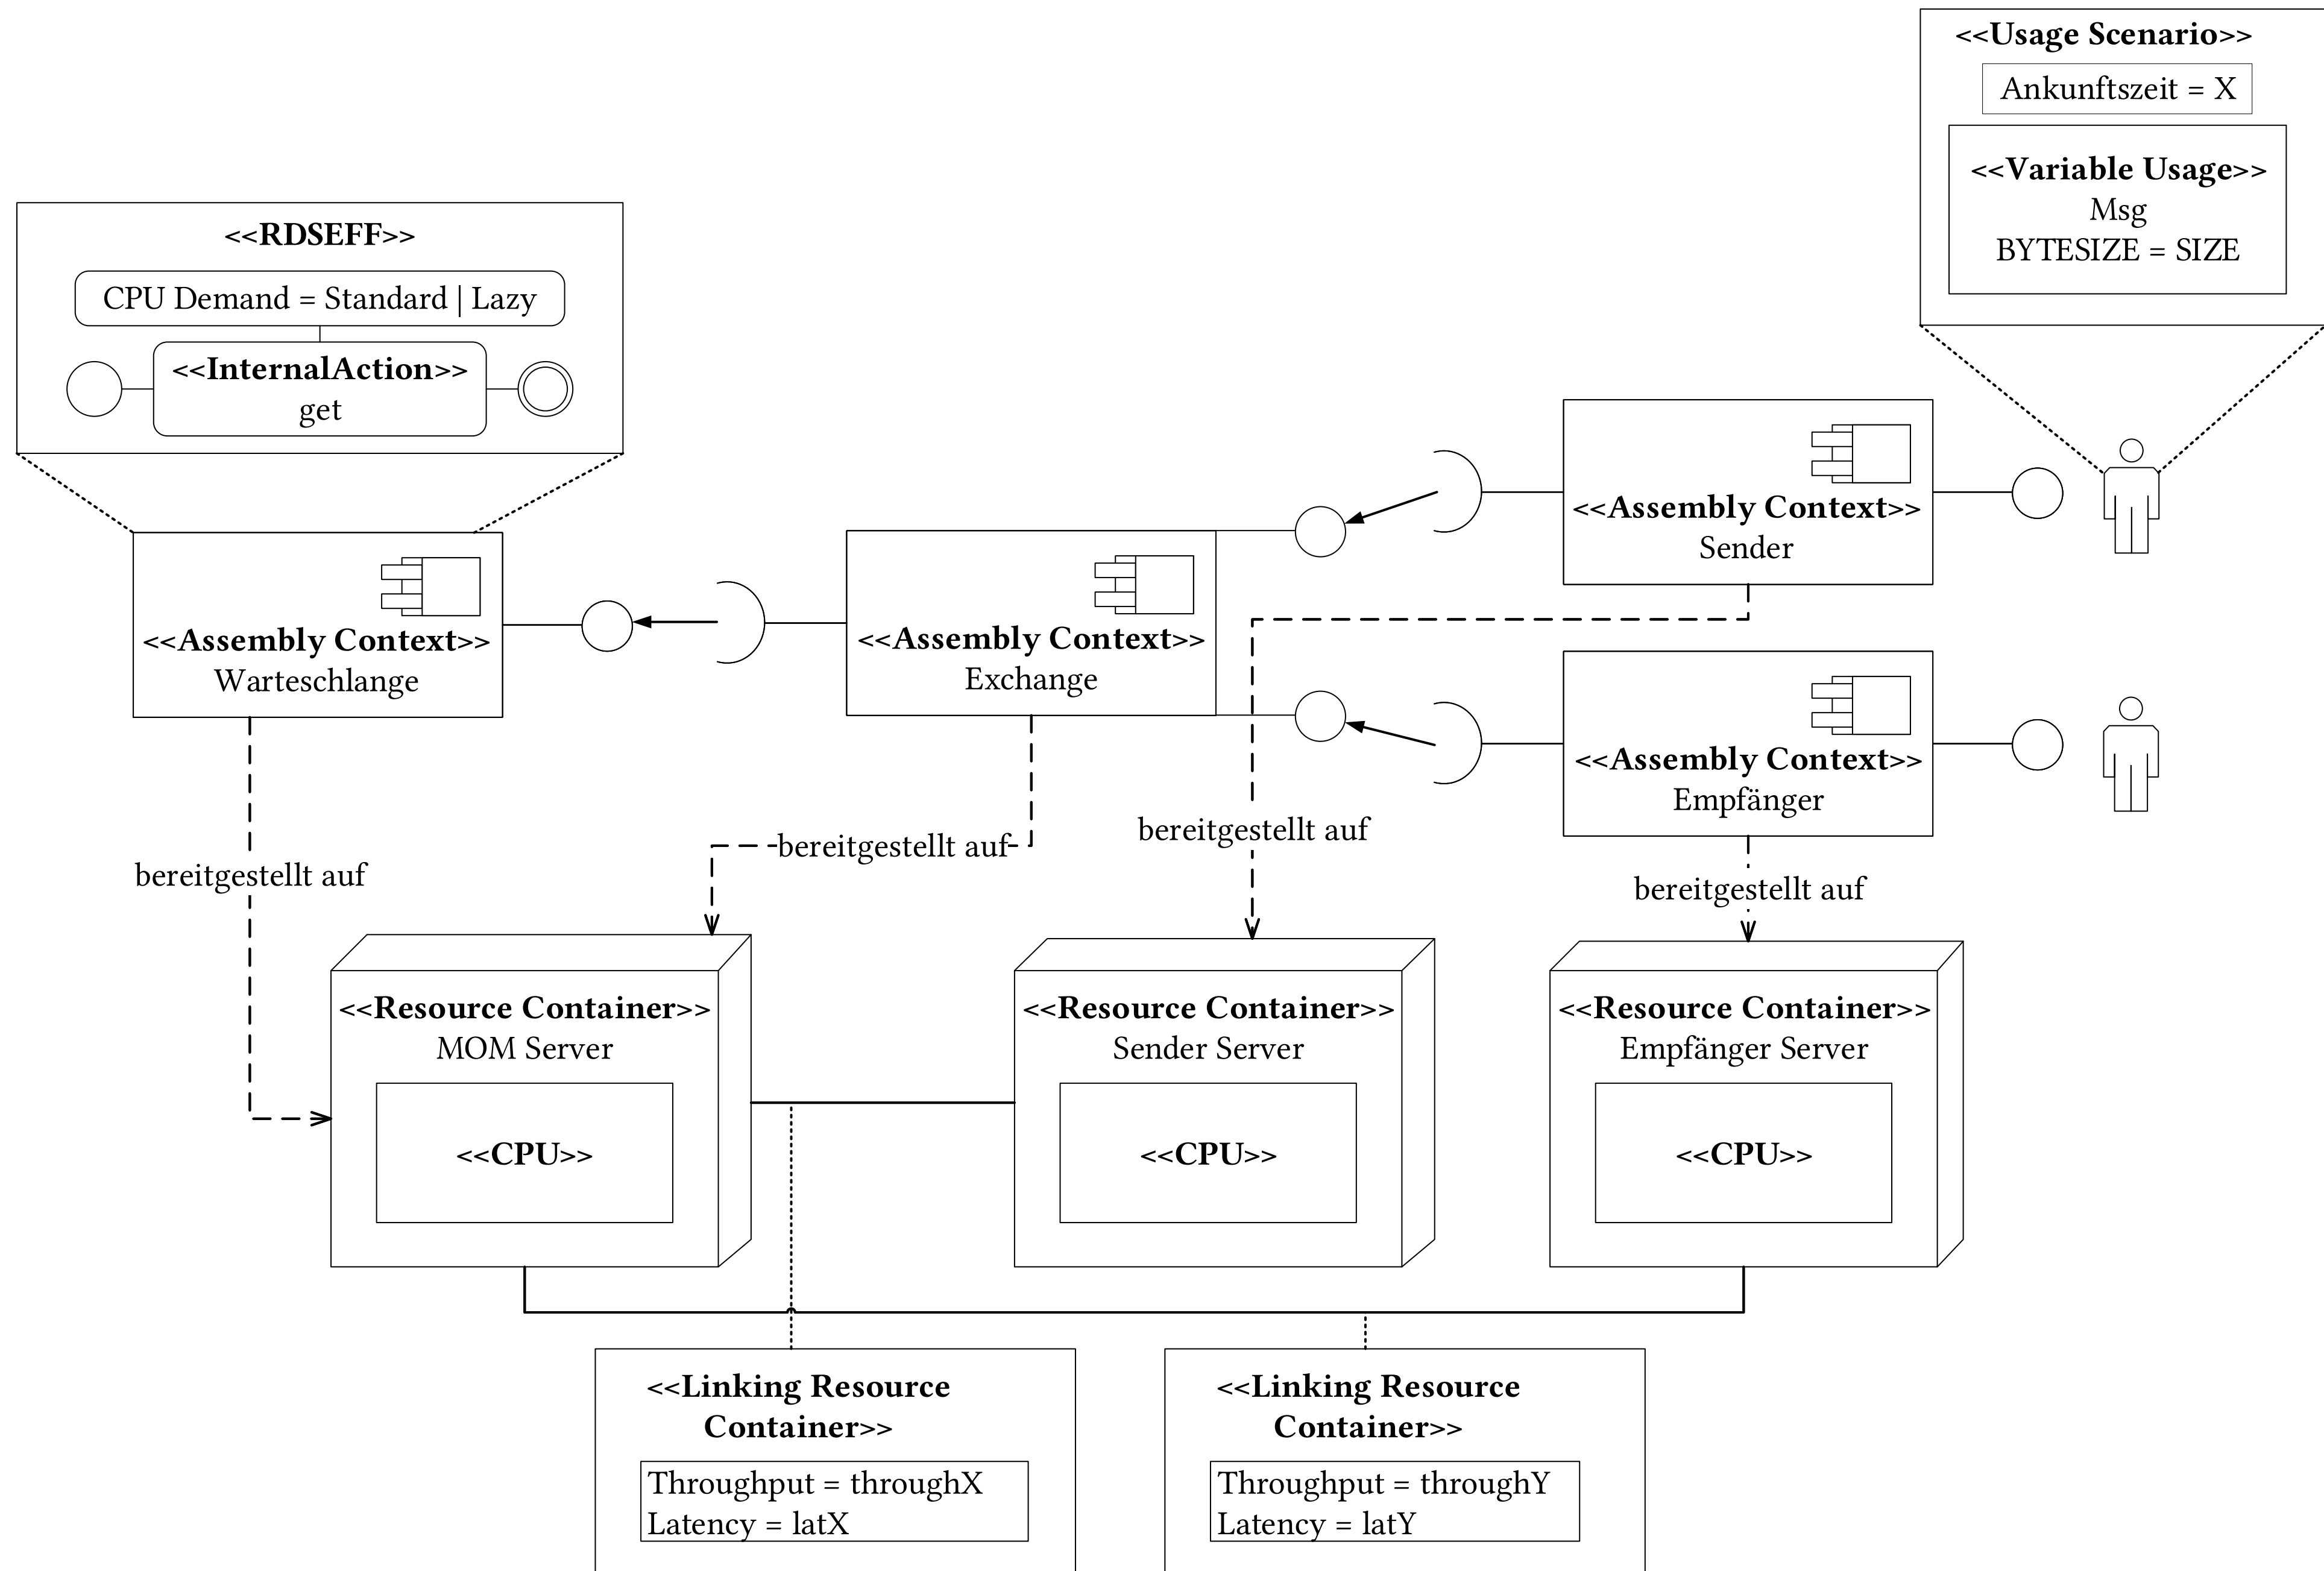 <<Usage Scenario>>
Ankunftszeit = X
<<Variable Usage>>
Msg
BYTESIZE = SIZE
<<RDSEFF>>
CPU Demand = Standard | Lazy
<<InternalAction>>
get
<<Assembly Context>>
Sender
<<Assembly Context>>
Warteschlange
<<Assembly Context>>
Exchange
<<Assembly Context>>
Empfänger
bereitgestellt auf
bereitgestellt auf
bereitgestellt auf
bereitgestellt auf
<<Resource Container>>
MOM Server
<<CPU>>
<<Resource Container>>
Sender Server
<<CPU>>
<<Resource Container>>
Empfänger Server
<<CPU>>
<<Linking Resource
Container>>
Throughput = throughX
Latency = latX
<<Linking Resource
Container>>
Throughput = throughY
Latency = latY